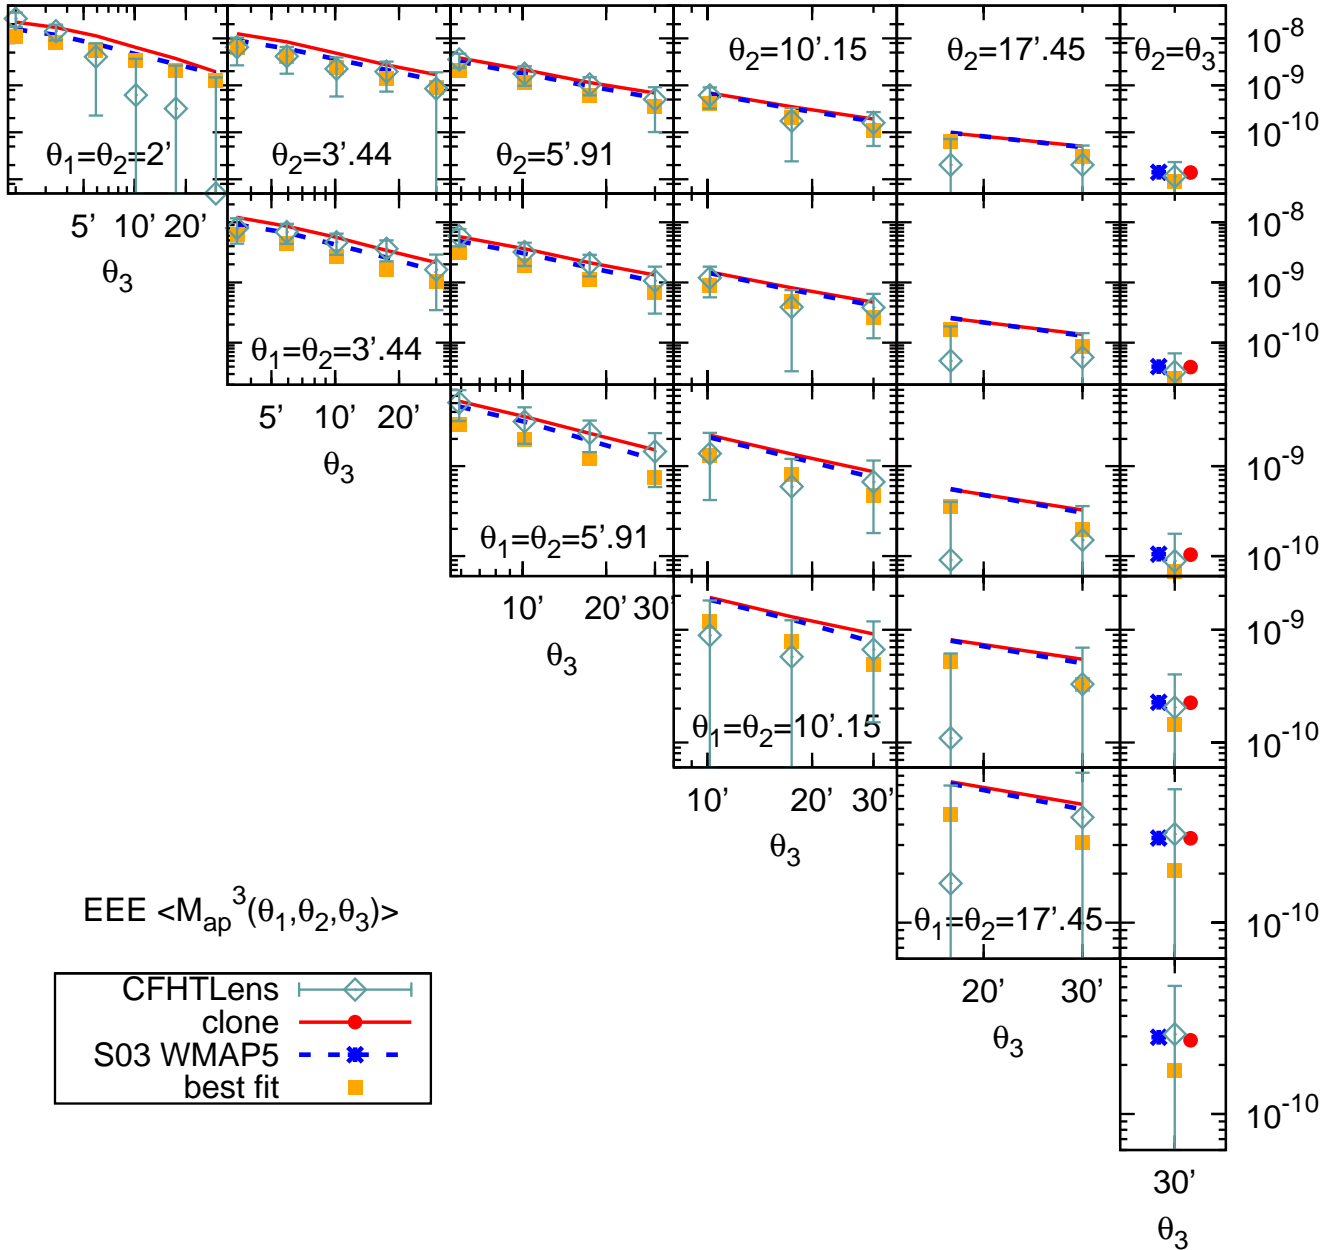 θ2=10'.15 θ2=17'.45 θ2=θ3 10-8
10-9
10-10
θ1=θ2=2' θ2=3'.44 θ2=5'.91
5' 10' 20'
θ3
10-8
10-9
10-10
θ1=θ2=3'.44
5' 10' 20'
θ3
10-9
10-10
θ1=θ2=5'.91
10' 20' 30'
θ3
10-9
10-10
θ1=θ2=10'.15
10' 20' 30'
θ3
10-10
θ1=θ2=17'.45
20' 30'
θ3
10-10
30'
θ3
EEE <Map3(θ1,θ2,θ3)>
CFHTLens
clone
S03 WMAP5
best fit